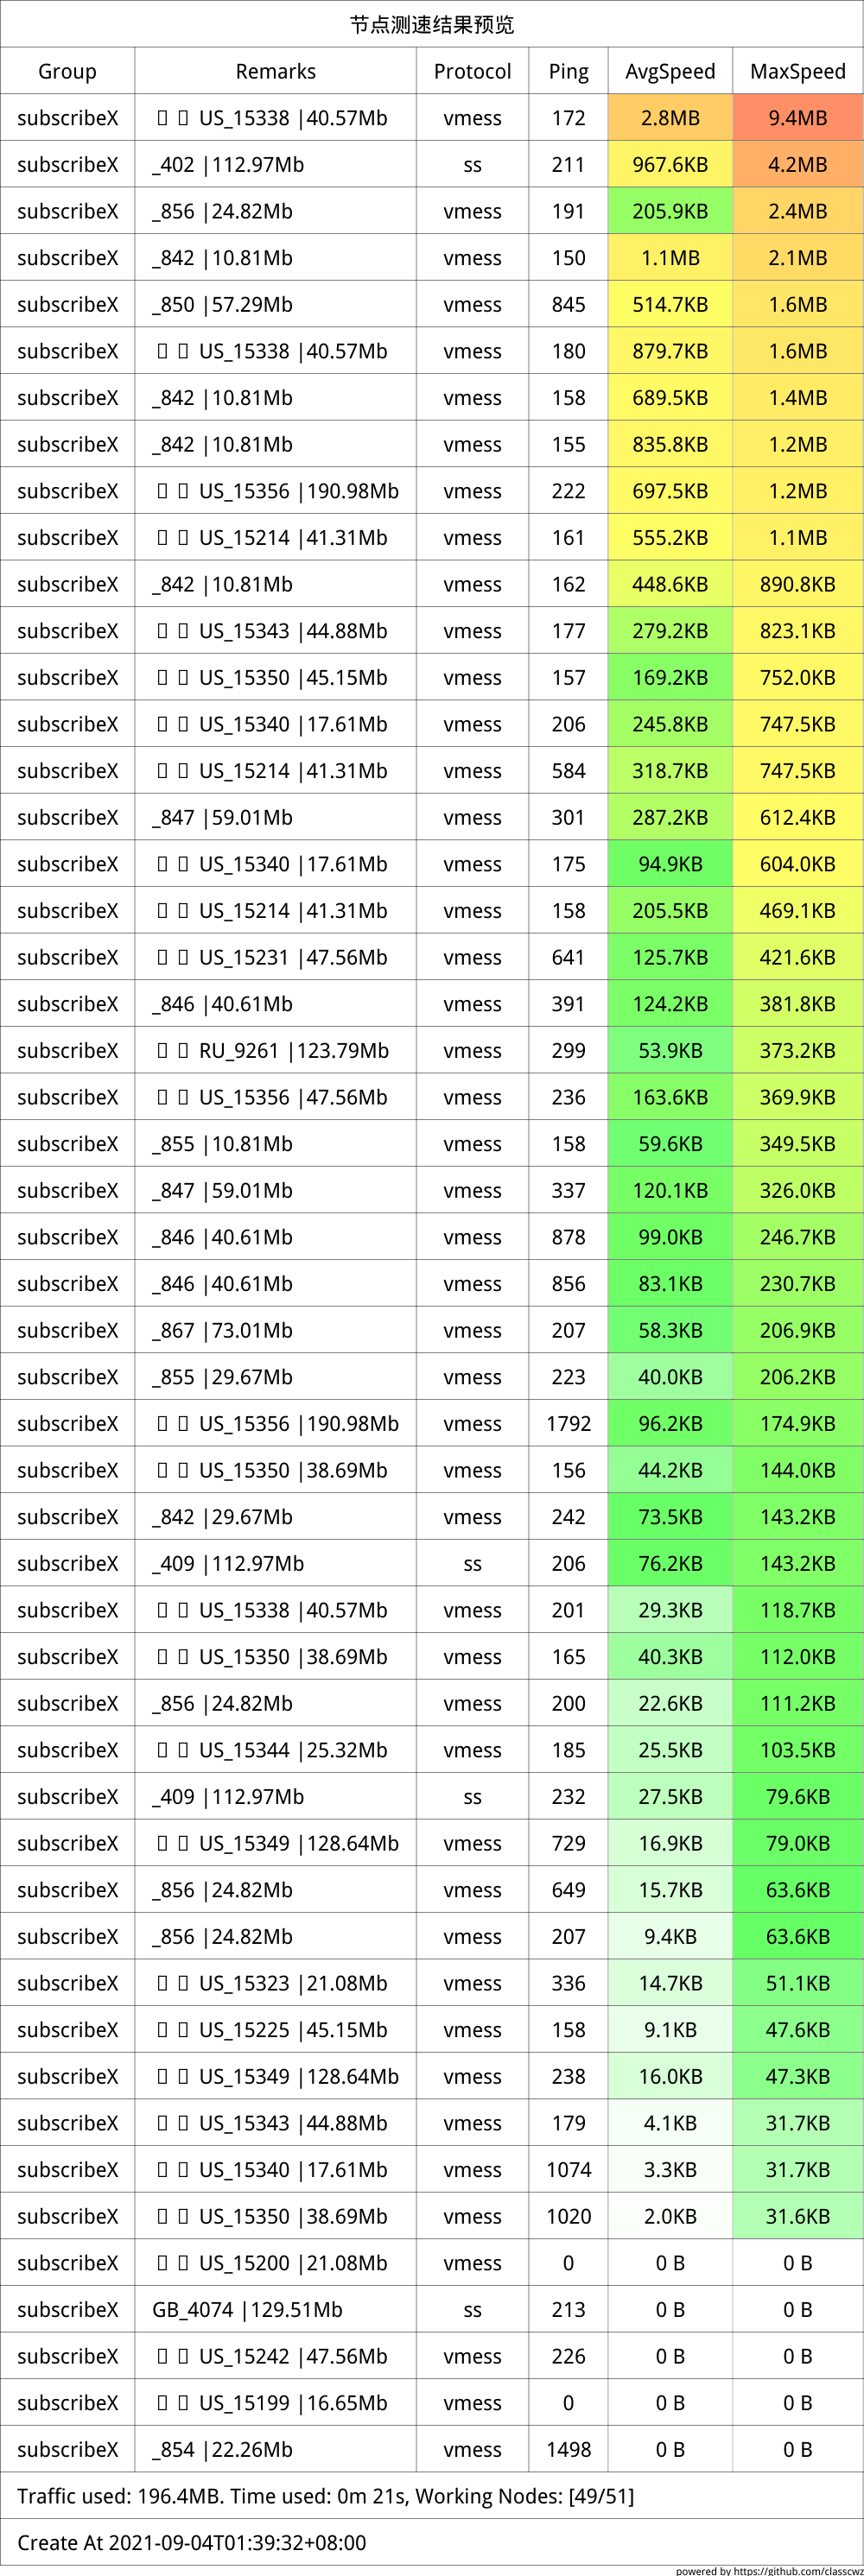 节点测速结果预览
Group Remarks Protocol Ping AvgSpeed MaxSpeed
subscribeX US_15338 |40.57Mb vmess 172 2.8MB 9.4MB
subscribeX _402 |112.97Mb ss 211 967.6KB 4.2MB
subscribeX _856 |24.82Mb vmess 191 205.9KB 2.4MB
subscribeX _842 |10.81Mb vmess 150 1.1MB 2.1MB
subscribeX _850 |57.29Mb vmess 845 514.7KB 1.6MB
subscribeX US_15338 |40.57Mb vmess 180 879.7KB 1.6MB
subscribeX _842 |10.81Mb vmess 158 689.5KB 1.4MB
subscribeX _842 |10.81Mb vmess 155 835.8KB 1.2MB
subscribeX US_15356 |190.98Mb vmess 222 697.5KB 1.2MB
subscribeX US_15214 |41.31Mb vmess 161 555.2KB 1.1MB
subscribeX _842 |10.81Mb vmess 162 448.6KB 890.8KB
subscribeX US_15343 |44.88Mb vmess 177 279.2KB 823.1KB
subscribeX US_15350 |45.15Mb vmess 157 169.2KB 752.0KB
subscribeX US_15340 |17.61Mb vmess 206 245.8KB 747.5KB
subscribeX US_15214 |41.31Mb vmess 584 318.7KB 747.5KB
subscribeX _847 |59.01Mb vmess 301 287.2KB 612.4KB
subscribeX US_15340 |17.61Mb vmess 175 94.9KB 604.0KB
subscribeX US_15214 |41.31Mb vmess 158 205.5KB 469.1KB
subscribeX US_15231 |47.56Mb vmess 641 125.7KB 421.6KB
subscribeX _846 |40.61Mb vmess 391 124.2KB 381.8KB
subscribeX RU_9261 |123.79Mb vmess 299 53.9KB 373.2KB
subscribeX US_15356 |47.56Mb vmess 236 163.6KB 369.9KB
subscribeX _855 |10.81Mb vmess 158 59.6KB 349.5KB
subscribeX _847 |59.01Mb vmess 337 120.1KB 326.0KB
subscribeX _846 |40.61Mb vmess 878 99.0KB 246.7KB
subscribeX _846 |40.61Mb vmess 856 83.1KB 230.7KB
subscribeX _867 |73.01Mb vmess 207 58.3KB 206.9KB
subscribeX _855 |29.67Mb vmess 223 40.0KB 206.2KB
subscribeX US_15356 |190.98Mb vmess 1792 96.2KB 174.9KB
subscribeX US_15350 |38.69Mb vmess 156 44.2KB 144.0KB
subscribeX _842 |29.67Mb vmess 242 73.5KB 143.2KB
subscribeX _409 |112.97Mb ss 206 76.2KB 143.2KB
subscribeX US_15338 |40.57Mb vmess 201 29.3KB 118.7KB
subscribeX US_15350 |38.69Mb vmess 165 40.3KB 112.0KB
subscribeX _856 |24.82Mb vmess 200 22.6KB 111.2KB
subscribeX US_15344 |25.32Mb vmess 185 25.5KB 103.5KB
subscribeX _409 |112.97Mb ss 232 27.5KB 79.6KB
subscribeX US_15349 |128.64Mb vmess 729 16.9KB 79.0KB
subscribeX _856 |24.82Mb vmess 649 15.7KB 63.6KB
subscribeX _856 |24.82Mb vmess 207 9.4KB 63.6KB
subscribeX US_15323 |21.08Mb vmess 336 14.7KB 51.1KB
subscribeX US_15225 |45.15Mb vmess 158 9.1KB 47.6KB
subscribeX US_15349 |128.64Mb vmess 238 16.0KB 47.3KB
subscribeX US_15343 |44.88Mb vmess 179 4.1KB 31.7KB
subscribeX US_15340 |17.61Mb vmess 1074 3.3KB 31.7KB
subscribeX US_15350 |38.69Mb vmess 1020 2.0KB 31.6KB
subscribeX US_15200 |21.08Mb vmess 0 0 B 0 B
subscribeX GB_4074 |129.51Mb ss 213 0 B 0 B
subscribeX US_15242 |47.56Mb vmess 226 0 B 0 B
subscribeX US_15199 |16.65Mb vmess 0 0 B 0 B
subscribeX _854 |22.26Mb vmess 1498 0 B 0 B
Traffic used: 196.4MB. Time used: 0m 21s, Working Nodes: [49/51]
Create At 2021-09-04T01:39:32+08:00
powered by https://github.com/classcwz